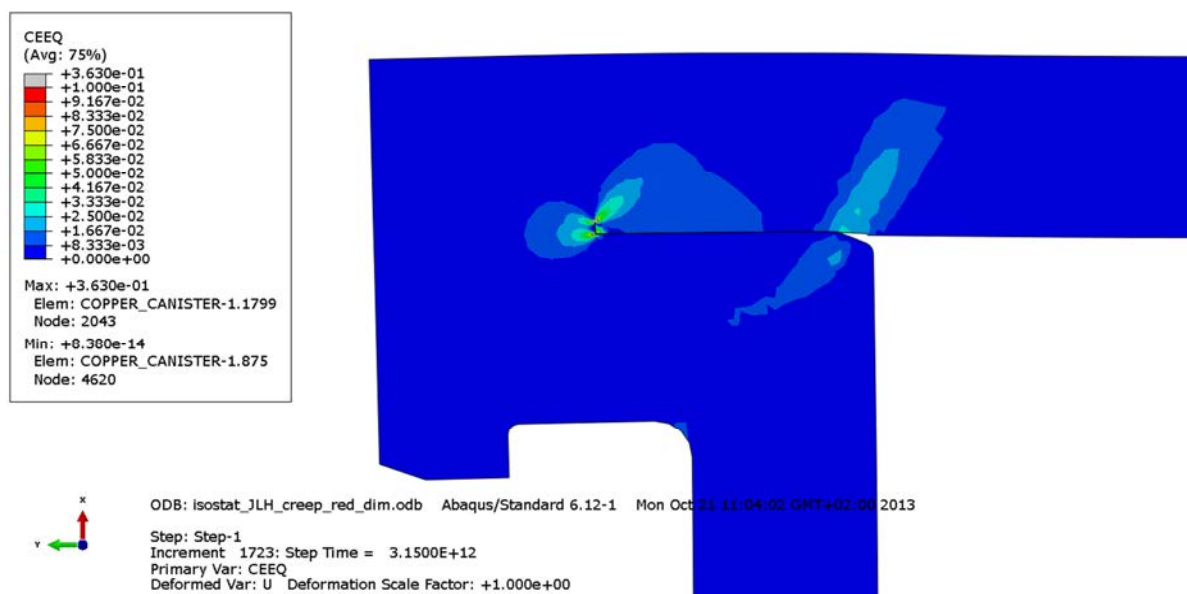 CEEQ
(Avg: 75%)
+3.630e-01
+1.000e-01
+9.167e-02
+8.333e-02
+7.500e-02
+6.667e-02
+5.833e-02
+5.000e-02
+4.167e-02
+3.333e-02
+2.500e-02
+1.667e-02
+8.333e-03
+0.000e+00
Max: +3.630e-01
Elem: COPPER_CANISTER-1.1799
Node: 2043
Min: +8.380e-14
Elem: COPPER_CANISTER-1.875
Node: 4620
X
Y
ODB: isostat_JLH_creep_red_dim.odb Abaqus/Standard 6.12-1 Mon Oct 21 11:04:02 GMT+02:00 2013
Step: Step-1
Increment 1723: Step Time = 3.1500E+12
Primary Var: CEEQ
Deformed Var: U Deformation Scale Factor: +1.000e+00